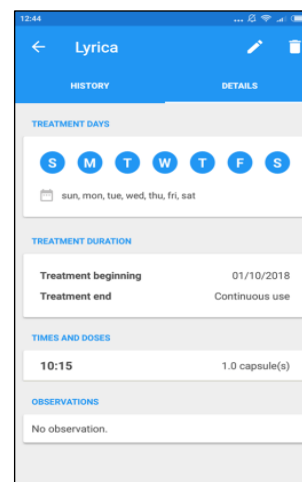 12:44
Lyrica
HISTORY DETAILS
TREATMENT DAYS
S M T W T F S
sun, mon, tue, wed, thu, fri, sat
TREATMENT DURATION
Treatment beginning 01/10/2018
Treatment end Continuous use
TIMES AND DOSES
10:15 1.0 capsule(s)
OBSERVATIONS
No observation.